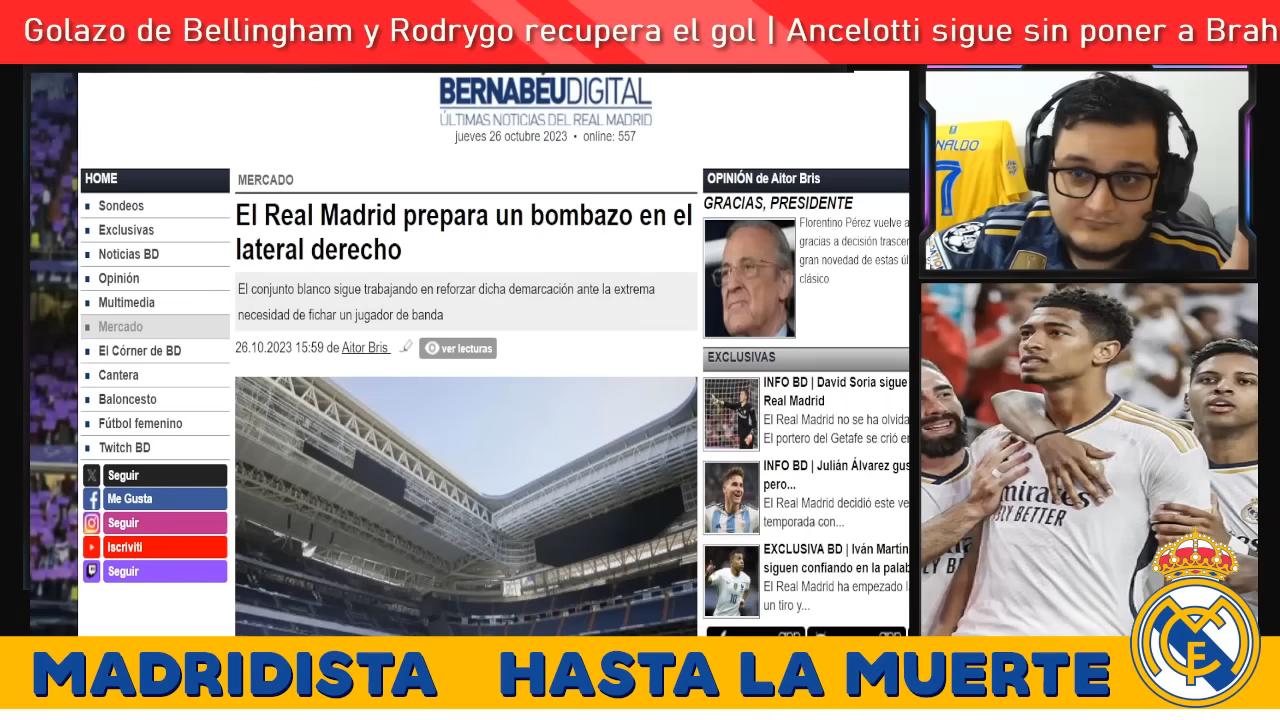 Golazo de Bellingham y Rodrygo recupera el gol | Ancelotti sigue sin poner a Brah
BERNABÉUDIGITAL
ÚLTIMAS NOTICIAS DEL REAL MADRID
jueves 26 octubre 2023 • online: 557
HOME
Sondeos
Exclusivas
Noticias BD
Opinión
Multimedia
Mercado
El Córner de BD
Cantera
Baloncesto
Fútbol femenino
Twitch BD
Seguir
Me Gusta
Seguir
Iscriviti
Seguir
MERCADO
El Real Madrid prepara un bombazo en el
lateral derecho
El conjunto blanco sigue trabajando en reforzar dicha demarcación ante la extrema
necesidad de fichar un jugador de banda
26.10.2023 15:59 de Aitor Bris
ver lecturas
OPINIÓN de Aitor Bris
GRACIAS, PRESIDENTE
Florentino Pérez vuelve a
gracias a decisión trascen
gran novedad de estas úl
clásico
EXCLUSIVAS
INFO BD | David Soria sigue
Real Madrid
El Real Madrid no se ha olvida
El portero del Getafe se crió en
INFO BD | Julián Álvarez gus
pero...
El Real Madrid decidió este ve
temporada con...
EXCLUSIVA BD | Iván Martín
siguen confiando en la palab
El Real Madrid ha empezado l
un tiro y...
NALDO
7
mirates
LY BETTER
MADRIDISTA HASTA LA MUERTE